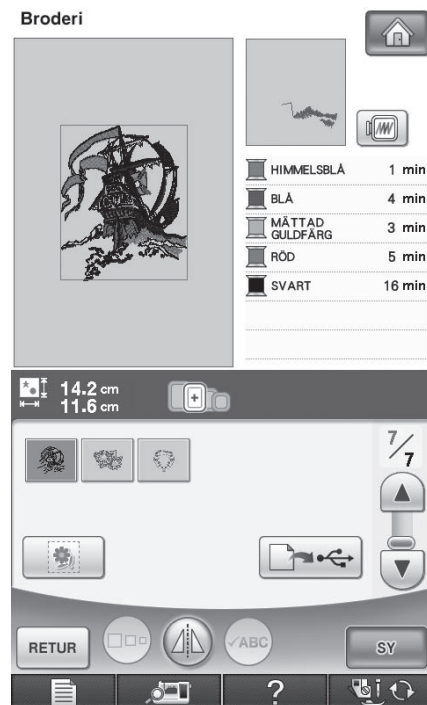 Broderi
HIMMELSBLÅ 1 min
BLÅ 4 min
MÄTTAD GULDFÄRG 3 min
RÖD 5 min
SVART 16 min
14.2 cm
11.6 cm
7/7
RETUR
✓ABC
SY
?